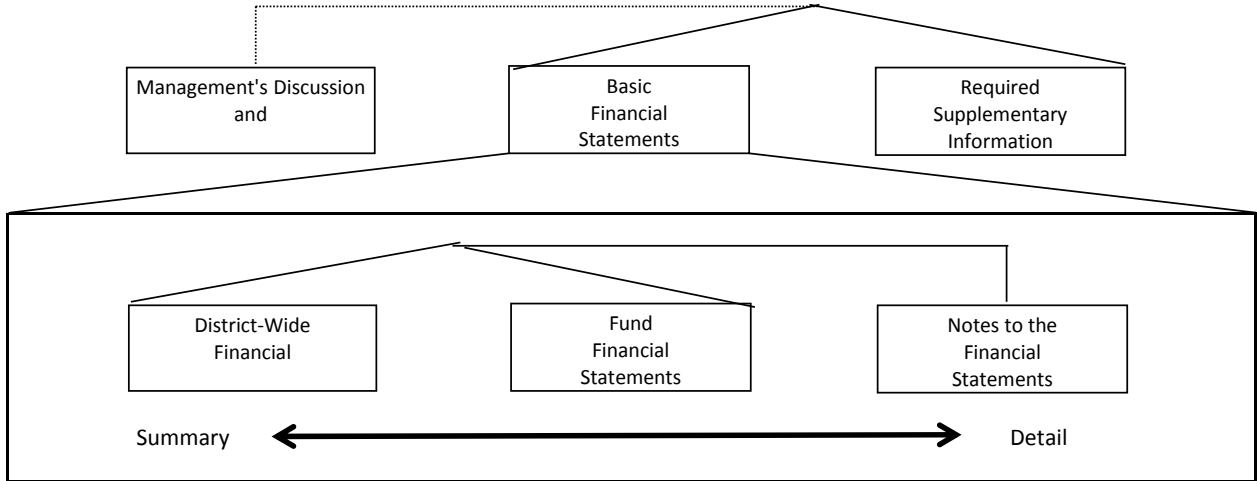 Management's Discussion
and
Basic
Financial
Statements
Required
Supplementary
Information
District-Wide
Financial
Fund
Financial
Statements
Notes to the
Financial
Statements
Summary
Detail